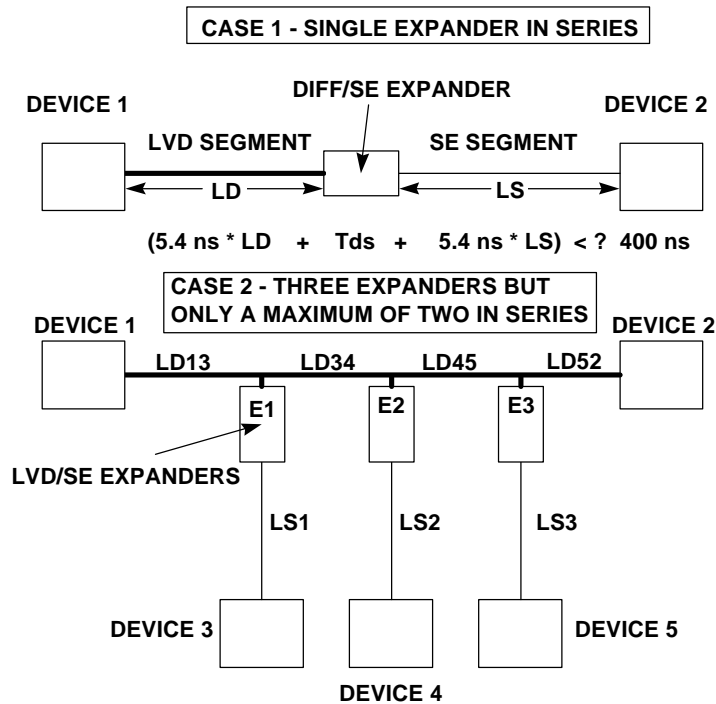 CASE 1 - SINGLE EXPANDER IN SERIES
DIFF/SE EXPANDER
DEVICE 1
DEVICE 2
LVD SEGMENT
SE SEGMENT
LD
LS
(5.4 ns * LD + Tds + 5.4 ns * LS) < ? 400 ns
CASE 2 - THREE EXPANDERS BUT
ONLY A MAXIMUM OF TWO IN SERIES
DEVICE 1
DEVICE 2
LD13
LD34
LD45
LD52
E1
E2
E3
LVD/SE EXPANDERS
LS1
LS2
LS3
DEVICE 3
DEVICE 5
DEVICE 4